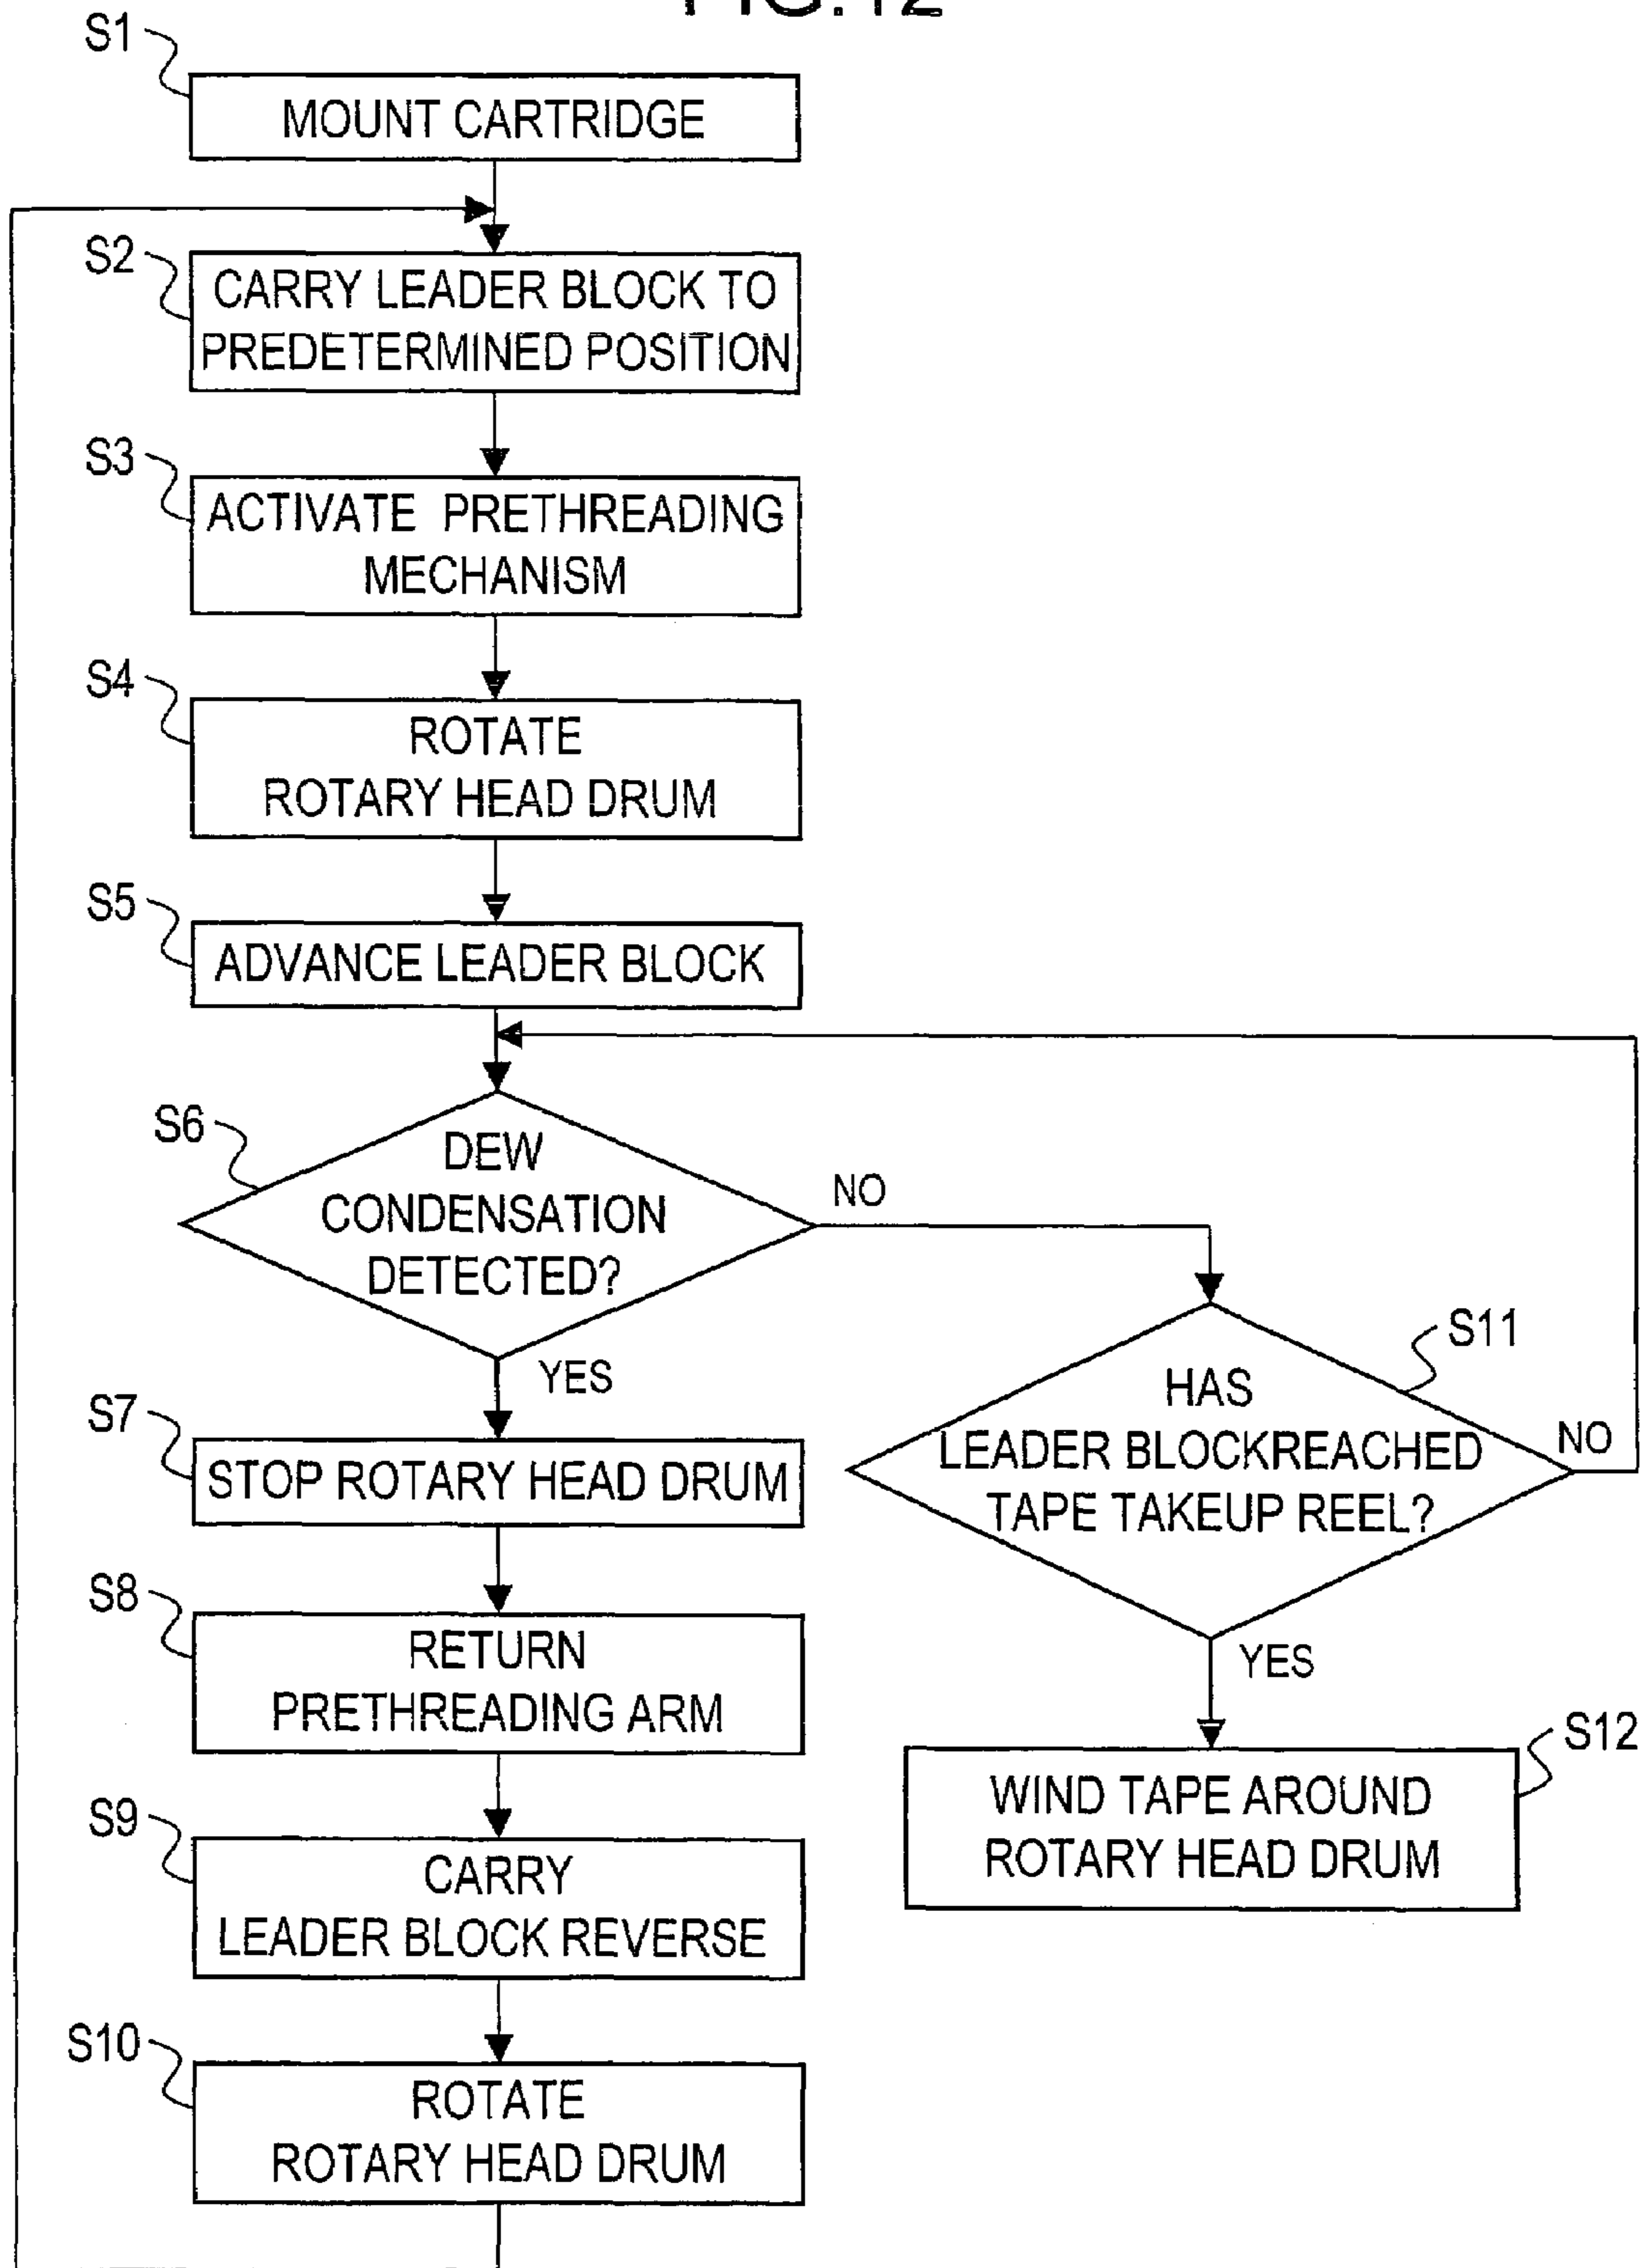 FIG.12
S1
MOUNT CARTRIDGE
S2
CARRY LEADER BLOCK TO
PREDETERMINED POSITION
S3
ACTIVATE PRETHREADING
MECHANISM
S4
ROTATE
ROTARY HEAD DRUM
S5
ADVANCE LEADER BLOCK
S6
DEW
CONDENSATION
DETECTED?
NO
YES
S11
HAS
LEADER BLOCKREACHED
TAPE TAKEUP REEL?
NO
YES
S7
STOP ROTARY HEAD DRUM
S8
RETURN
PRETHREADING ARM
S12
WIND TAPE AROUND
ROTARY HEAD DRUM
S9
CARRY
LEADER BLOCK REVERSE
S10
ROTATE
ROTARY HEAD DRUM